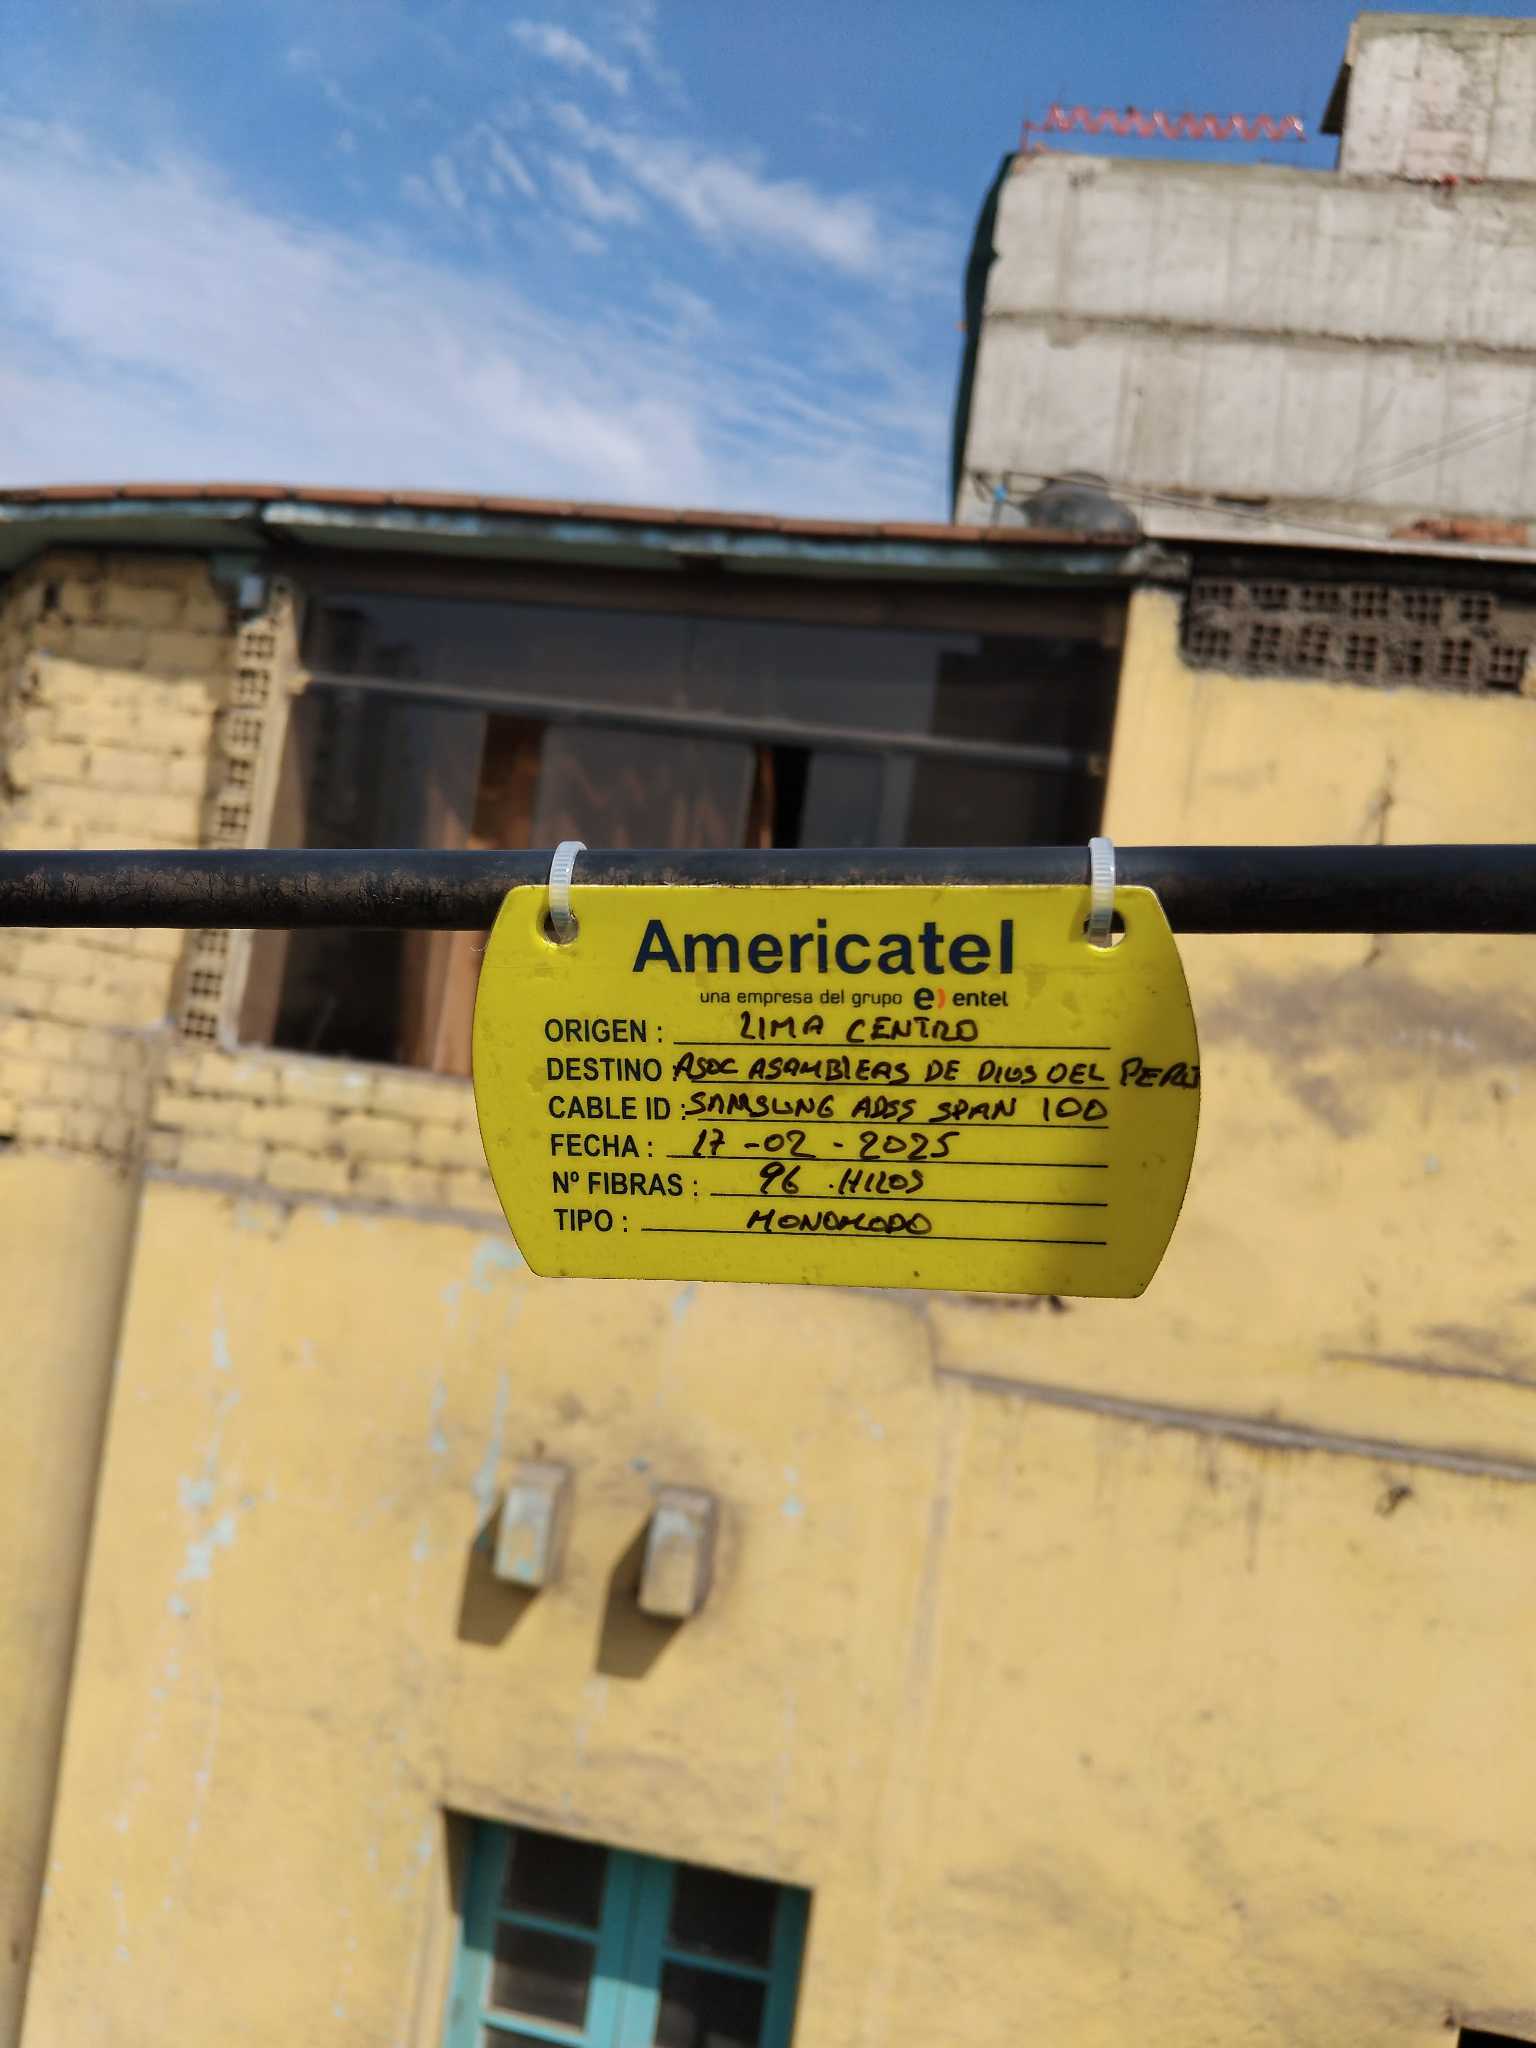 Americatel
una empresa del grupo e) entel
ORIGEN : LIMA CENTRO
DESTINO : ASOC ASAMBLEAS DE DIOS DEL PERU
CABLE ID : SAMSUNG ADSS SPAN 100
FECHA : 17-02-2025
Nº FIBRAS : 96 HILOS
TIPO : MONOMODO